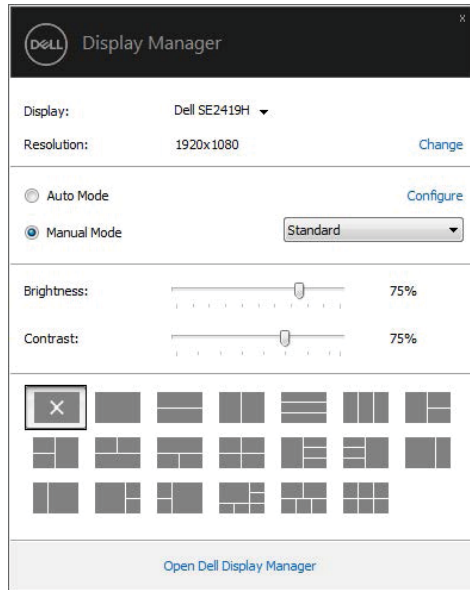 x
DELL Display Manager
Display: Dell SE2419H
Resolution: 1920x1080 Change
Auto Mode Configure
Manual Mode Standard
Brightness: 75%
Contrast: 75%
Open Dell Display Manager